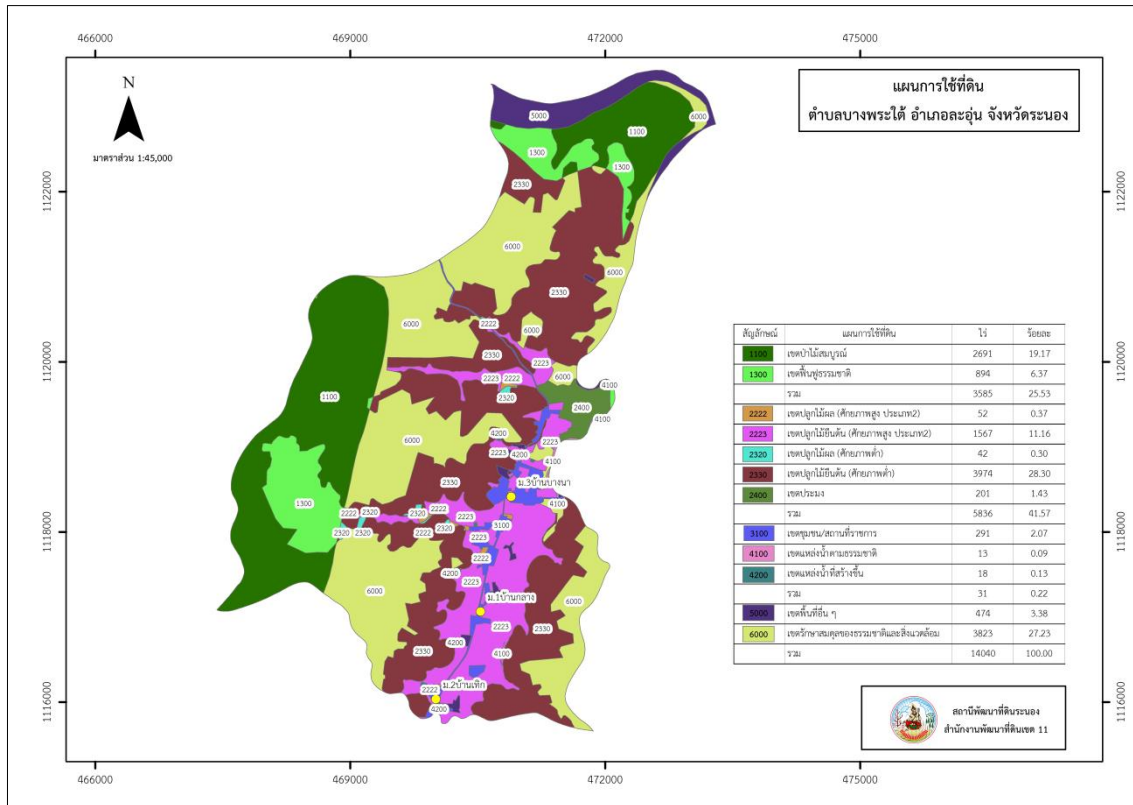 466000 469000 472000 475000
N
มาตราส่วน 1:45,000
แผนการใช้ที่ดิน
ตำบลบางพระใต้ อำเภอละอุ่น จังหวัดระนอง
1122000 1122000
1120000 1120000
1118000 1118000
1116000 1116000
5000
6000
1100
1300
1300
2330
6000
6000
2330
6000
2222
6000
2330
2223
2223
2222
6000
4100
2320
2400
4100
1100
4200
2223
6000
2223
4200
4100
2330
ม.3บ้านบางนา
1300
4100
2222
2320
2320
2222
2223
3100
2320
2320
2222
2320
2223
2222
4200
2223
6000
6000
ม.1บ้านกลาง
2223
2330
4200
2330
4100
ม.2บ้านเทิก
2222
4200
สัญลักษณ์ แผนการใช้ที่ดิน ไร่ ร้อยละ
1100 เขตป่าไม้สมบูรณ์ 2691 19.17
1300 เขตฟื้นฟูธรรมชาติ 894 6.37
รวม 3585 25.53
2222 เขตปลูกไม้ผล (ศักยภาพสูง ประเภท2) 52 0.37
2223 เขตปลูกไม้ยืนต้น (ศักยภาพสูง ประเภท2) 1567 11.16
2320 เขตปลูกไม้ผล (ศักยภาพต่ำ) 42 0.30
2330 เขตปลูกไม้ยืนต้น (ศักยภาพต่ำ) 3974 28.30
2400 เขตประมง 201 1.43
รวม 5836 41.57
3100 เขตชุมชน/สถานที่ราชการ 291 2.07
4100 เขตแหล่งน้ำตามธรรมชาติ 13 0.09
4200 เขตแหล่งน้ำที่สร้างขึ้น 18 0.13
รวม 31 0.22
5000 เขตพื้นที่อื่น ๆ 474 3.38
6000 เขตรักษาสมดุลของธรรมชาติและสิ่งแวดล้อม 3823 27.23
รวม 14040 100.00
สถานีพัฒนาที่ดินระนอง
สำนักงานพัฒนาที่ดินเขต 11
466000 469000 472000 475000